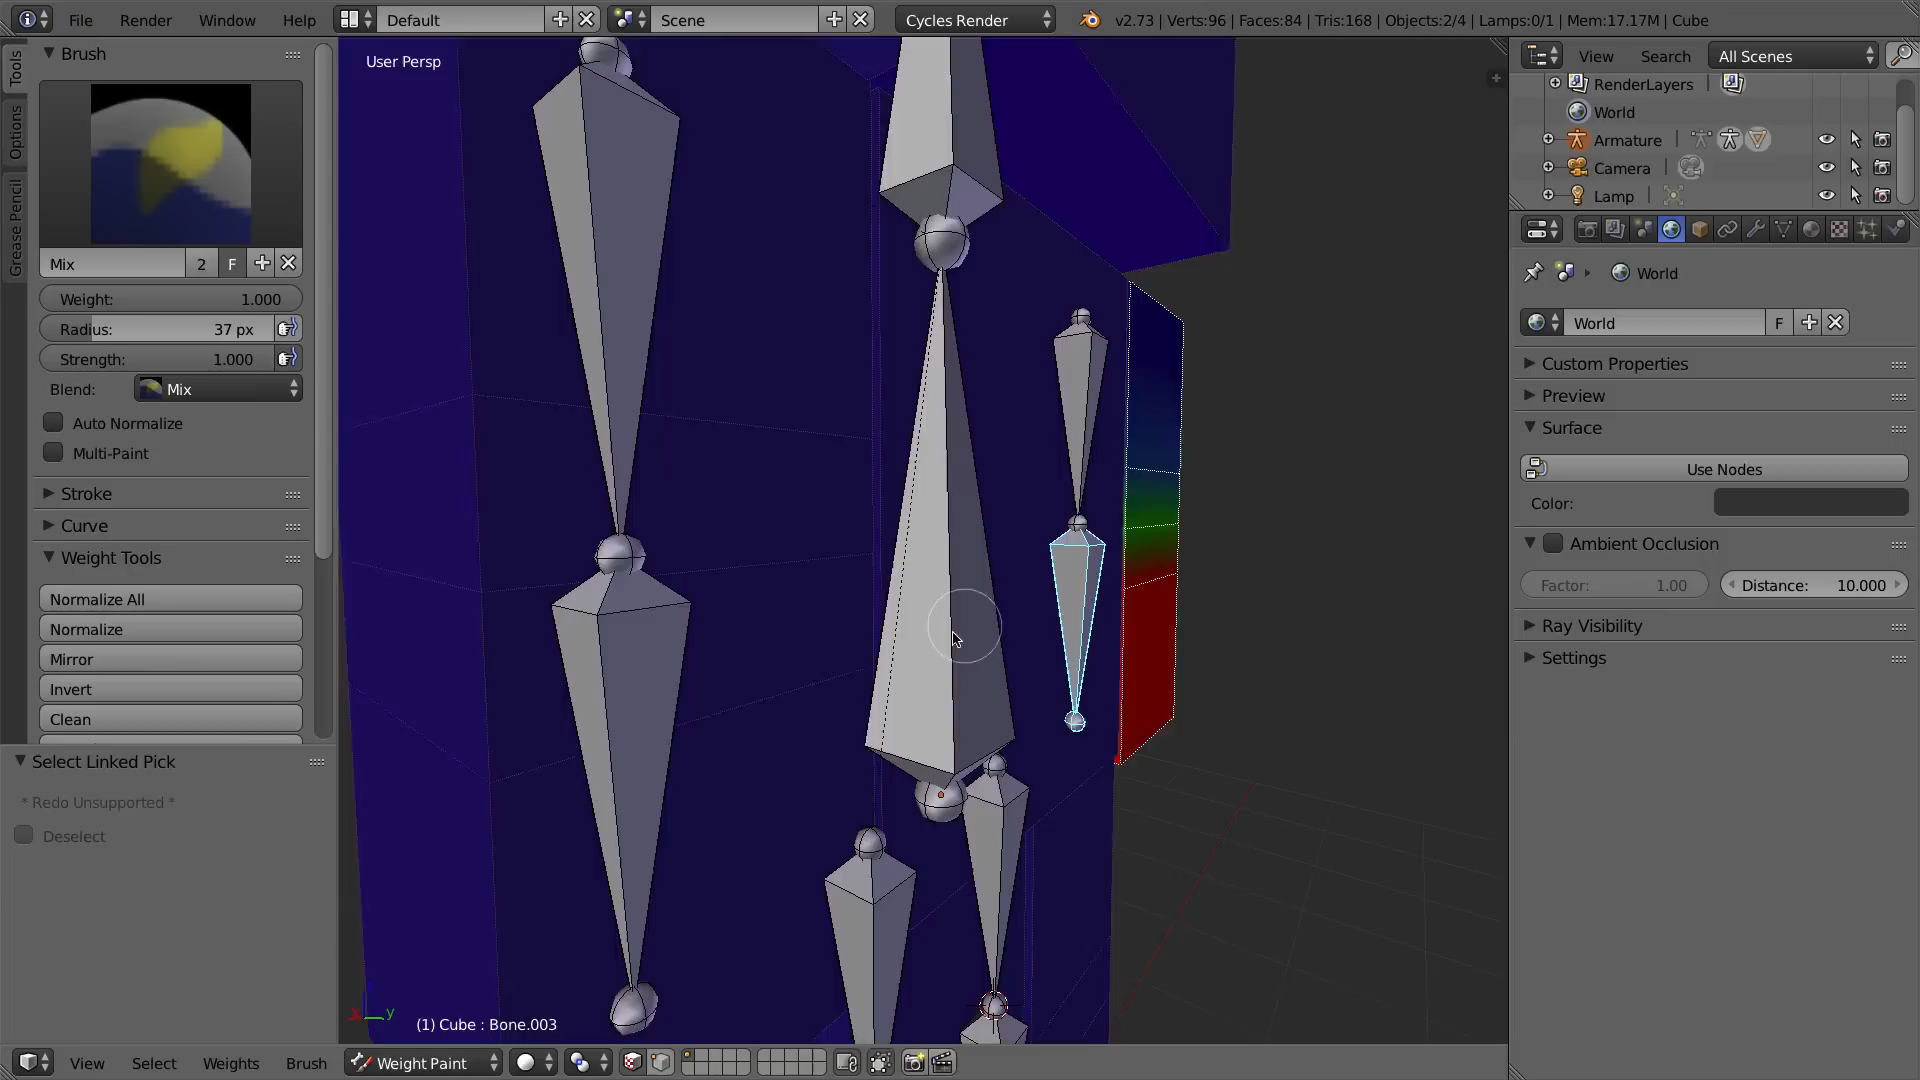 File Render Window Help Default Scene Cycles Render v2.73 | Verts:96 | Faces:84 | Tris:168 | Objects:2/4 | Lamps:0/1 | Mem:17.17M | Cube
Tools
Options
Grease Pencil
Brush
Mix 2 F
Weight: 1.000
Radius: 37 px
Strength: 1.000
Blend: Mix
Auto Normalize
Multi-Paint
Stroke
Curve
Weight Tools
Normalize All
Normalize
Mirror
Invert
Clean
Select Linked Pick
* Redo Unsupported *
Deselect
User Persp
x y
(1) Cube : Bone.003
View Select Weights Brush Weight Paint
View Search All Scenes
RenderLayers |
World
Armature |
Camera |
Lamp |
World
World F
Custom Properties
Preview
Surface
Use Nodes
Color:
Ambient Occlusion
Factor: 1.00 Distance: 10.000
Ray Visibility
Settings